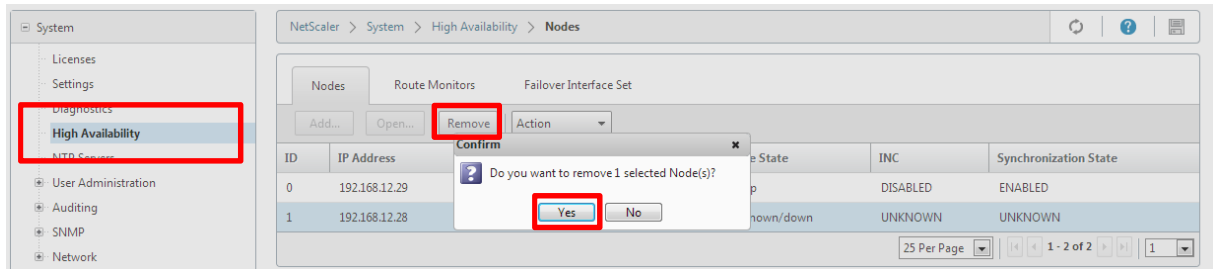 System
Licenses
Settings
Diagnostics
High Availability
NTP Servers
User Administration
Auditing
SNMP
Network
NetScaler > System > High Availability > Nodes
Nodes Route Monitors Failover Interface Set
Add... Open... Remove Action
ID IP Address e State INC Synchronization State
0 192.168.12.29 p DISABLED ENABLED
1 192.168.12.28 nown/down UNKNOWN UNKNOWN
Confirm
Do you want to remove 1 selected Node(s)?
Yes No
25 Per Page 1 - 2 of 2 1